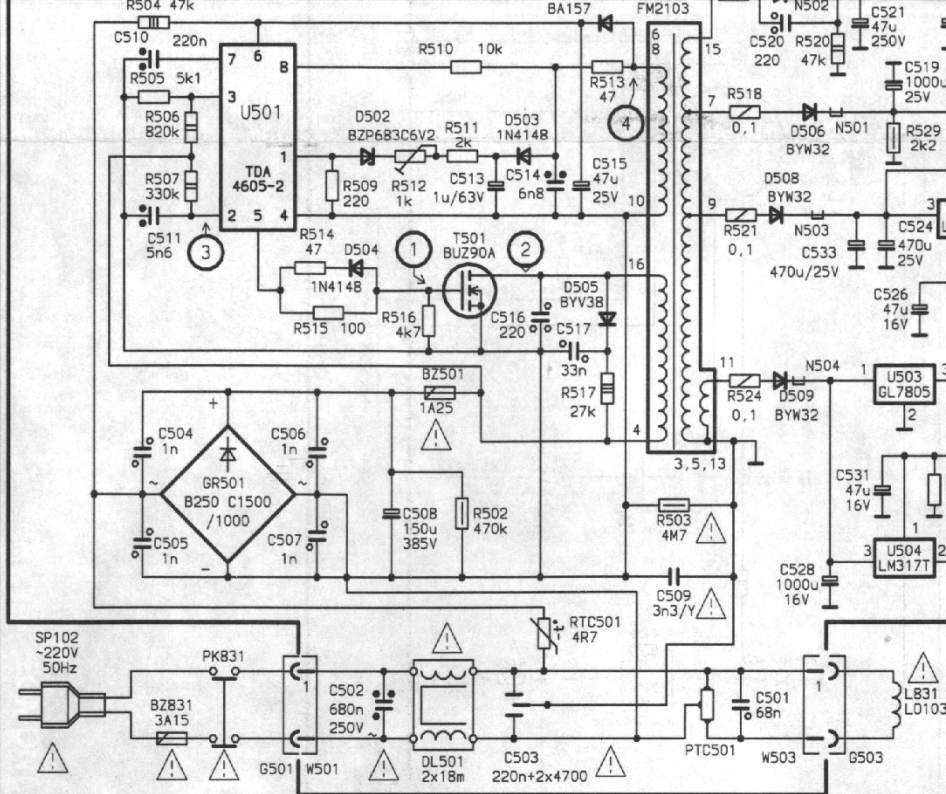 R504 47k
C510
220n
R505
5k1
R506
820k
R507
330k
C511
5n6
3
7
6
8
3
U501
TDA
4605-2
1
2
5
4
R510
10k
D502
BZP683C6V2
R511
2k
D503
1N4148
R509
220
R512
1k
C513
1u/63V
C514
6n8
C515
47u
25V
BA157
R513
47
4
FM2103
6
8
10
16
4
15
7
9
11
3,5,13
R514
47
D504
1N4148
R515
100
1
T501
BUZ90A
2
R516
4k7
C516
220
D505
BYV38
C517
33n
R517
27k
N502
C520
220
R520
47k
C521
47u
250V
C519
1000u
25V
R518
0,1
D506
BYW32
N501
R529
2k2
D508
BYW32
R521
0,1
N503
C533
470u/25V
3
C524
470u
25V
C526
47u
16V
R524
0,1
D509
BYW32
N504
1
U503
GL7805
3
2
C531
47u
16V
1
3
U504
LM317T
2
C528
1000u
16V
BZ501
1A25
+
C504
1n
C506
1n
~
~
GR501
B250 C1500
/1000
C505
1n
C507
1n
-
C508
150u
385V
R502
470k
R503
4M7
C509
3n3/Y
RTC501
4R7
SP102
~220V
50Hz
PK831
BZ831
3A15
1
G501
W501
C502
680n
250V~
DL501
2x18m
C503
220n+2x4700
PTC501
C501
68n
W503
1
G503
L831
LD103